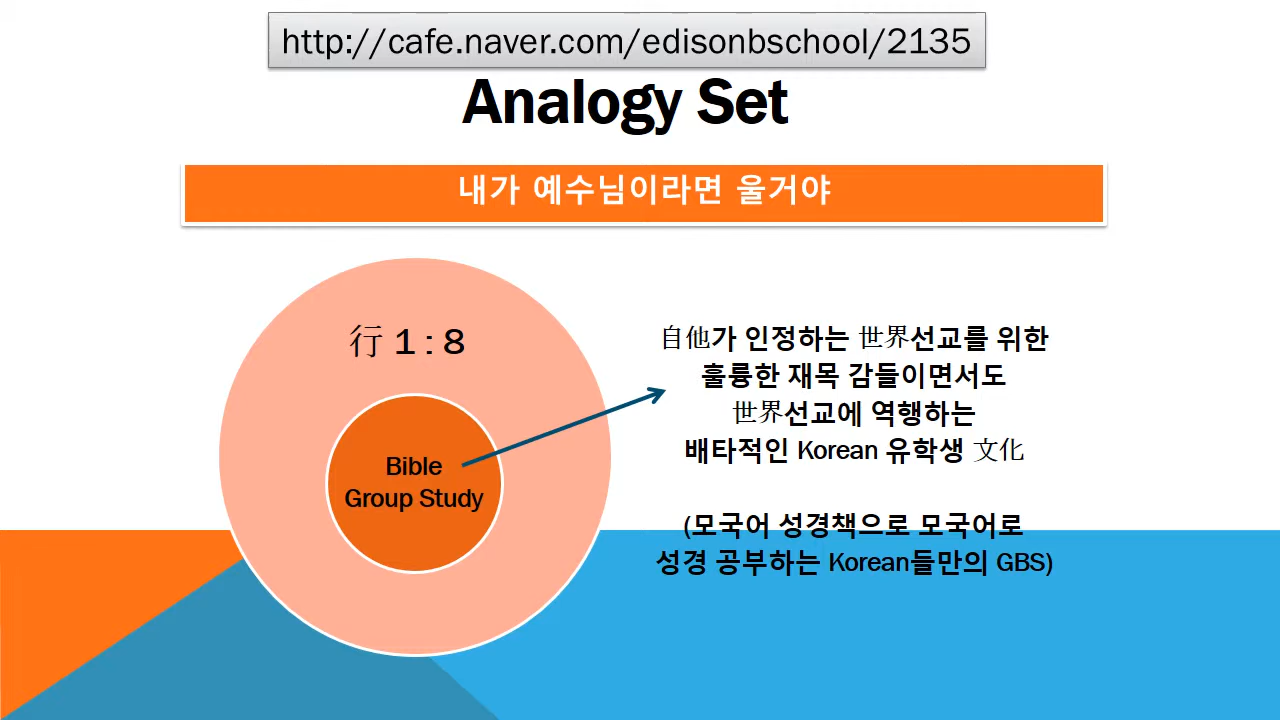 http://cafe.naver.com/edisonbschool/2135
Analogy Set
내가 예수님이라면 울거야
行 1 : 8
Bible
Group Study
自他가 인정하는 世界선교를 위한
훌륭한 재목 감들이면서도
世界선교에 역행하는
배타적인 Korean 유학생 文化
(모국어 성경책으로 모국어로
성경 공부하는 Korean들만의 GBS)